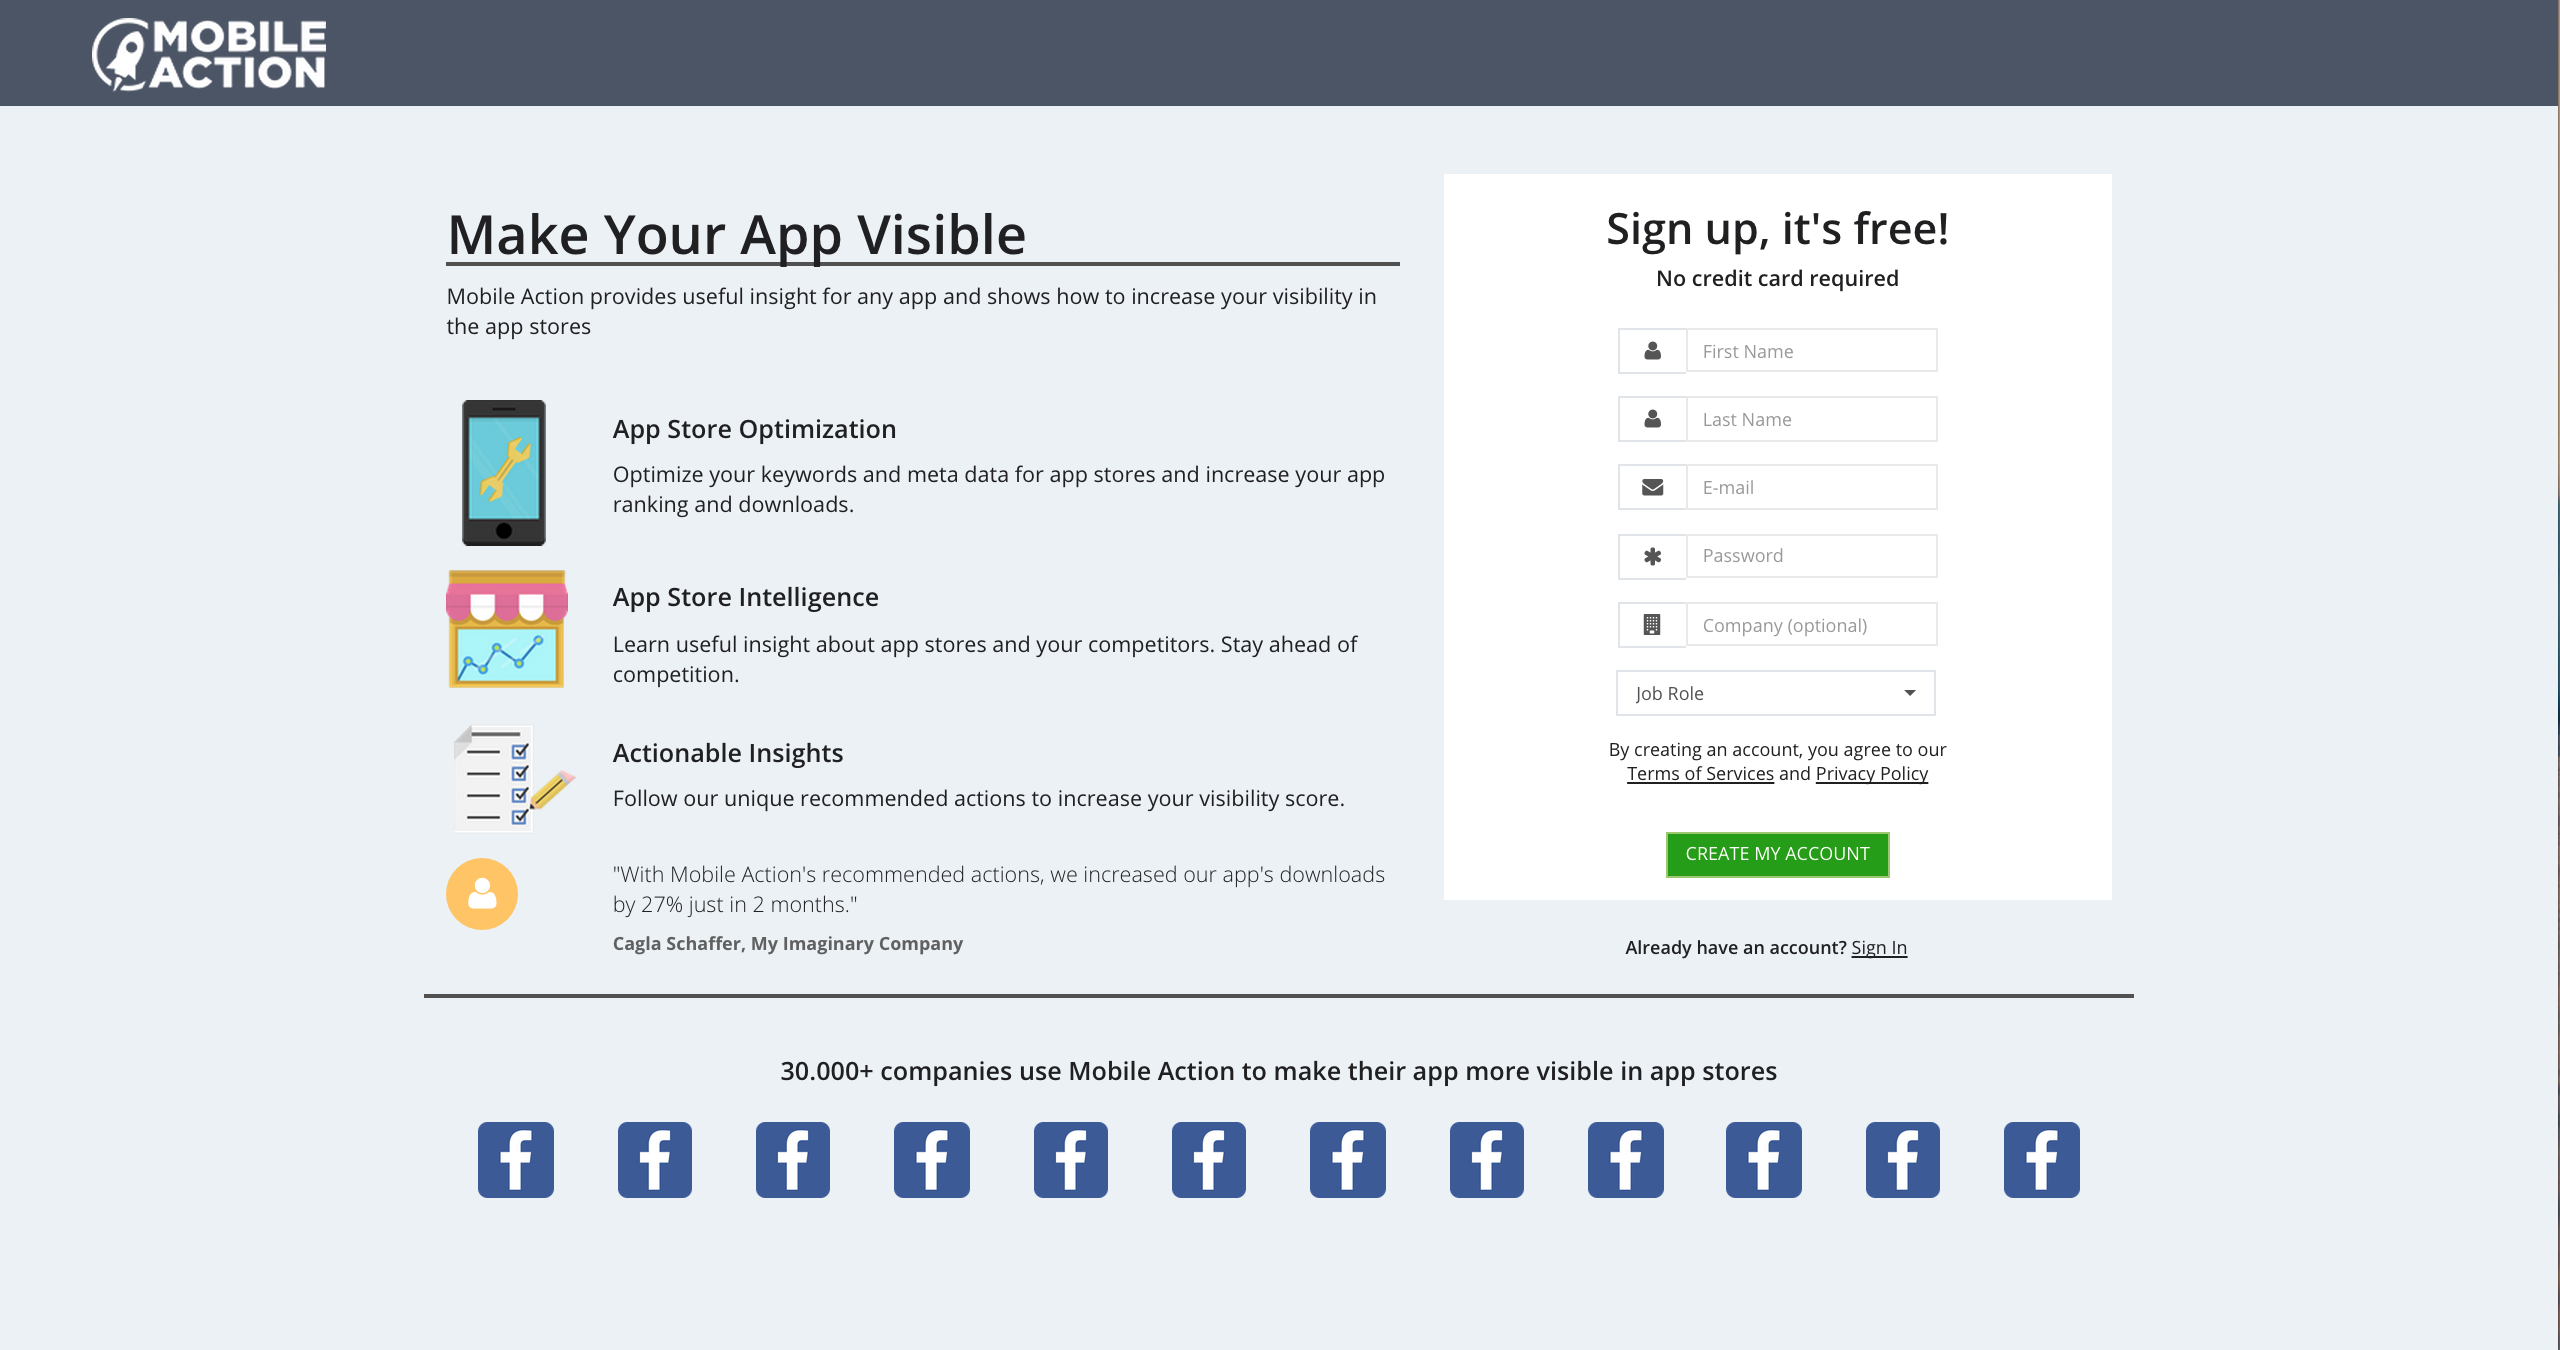 MOBILE
ACTION
Make Your App Visible
Mobile Action provides useful insight for any app and shows how to increase your visibility in
the app stores
App Store Optimization
Optimize your keywords and meta data for app stores and increase your app
ranking and downloads.
App Store Intelligence
Learn useful insight about app stores and your competitors. Stay ahead of
competition.
Actionable Insights
Follow our unique recommended actions to increase your visibility score.
"With Mobile Action's recommended actions, we increased our app's downloads
by 27% just in 2 months."
Cagla Schaffer, My Imaginary Company
Sign up, it's free!
No credit card required
First Name
Last Name
E-mail
Password
Company (optional)
Job Role
By creating an account, you agree to our
Terms of Services and Privacy Policy
CREATE MY ACCOUNT
Already have an account? Sign In
30.000+ companies use Mobile Action to make their app more visible in app stores